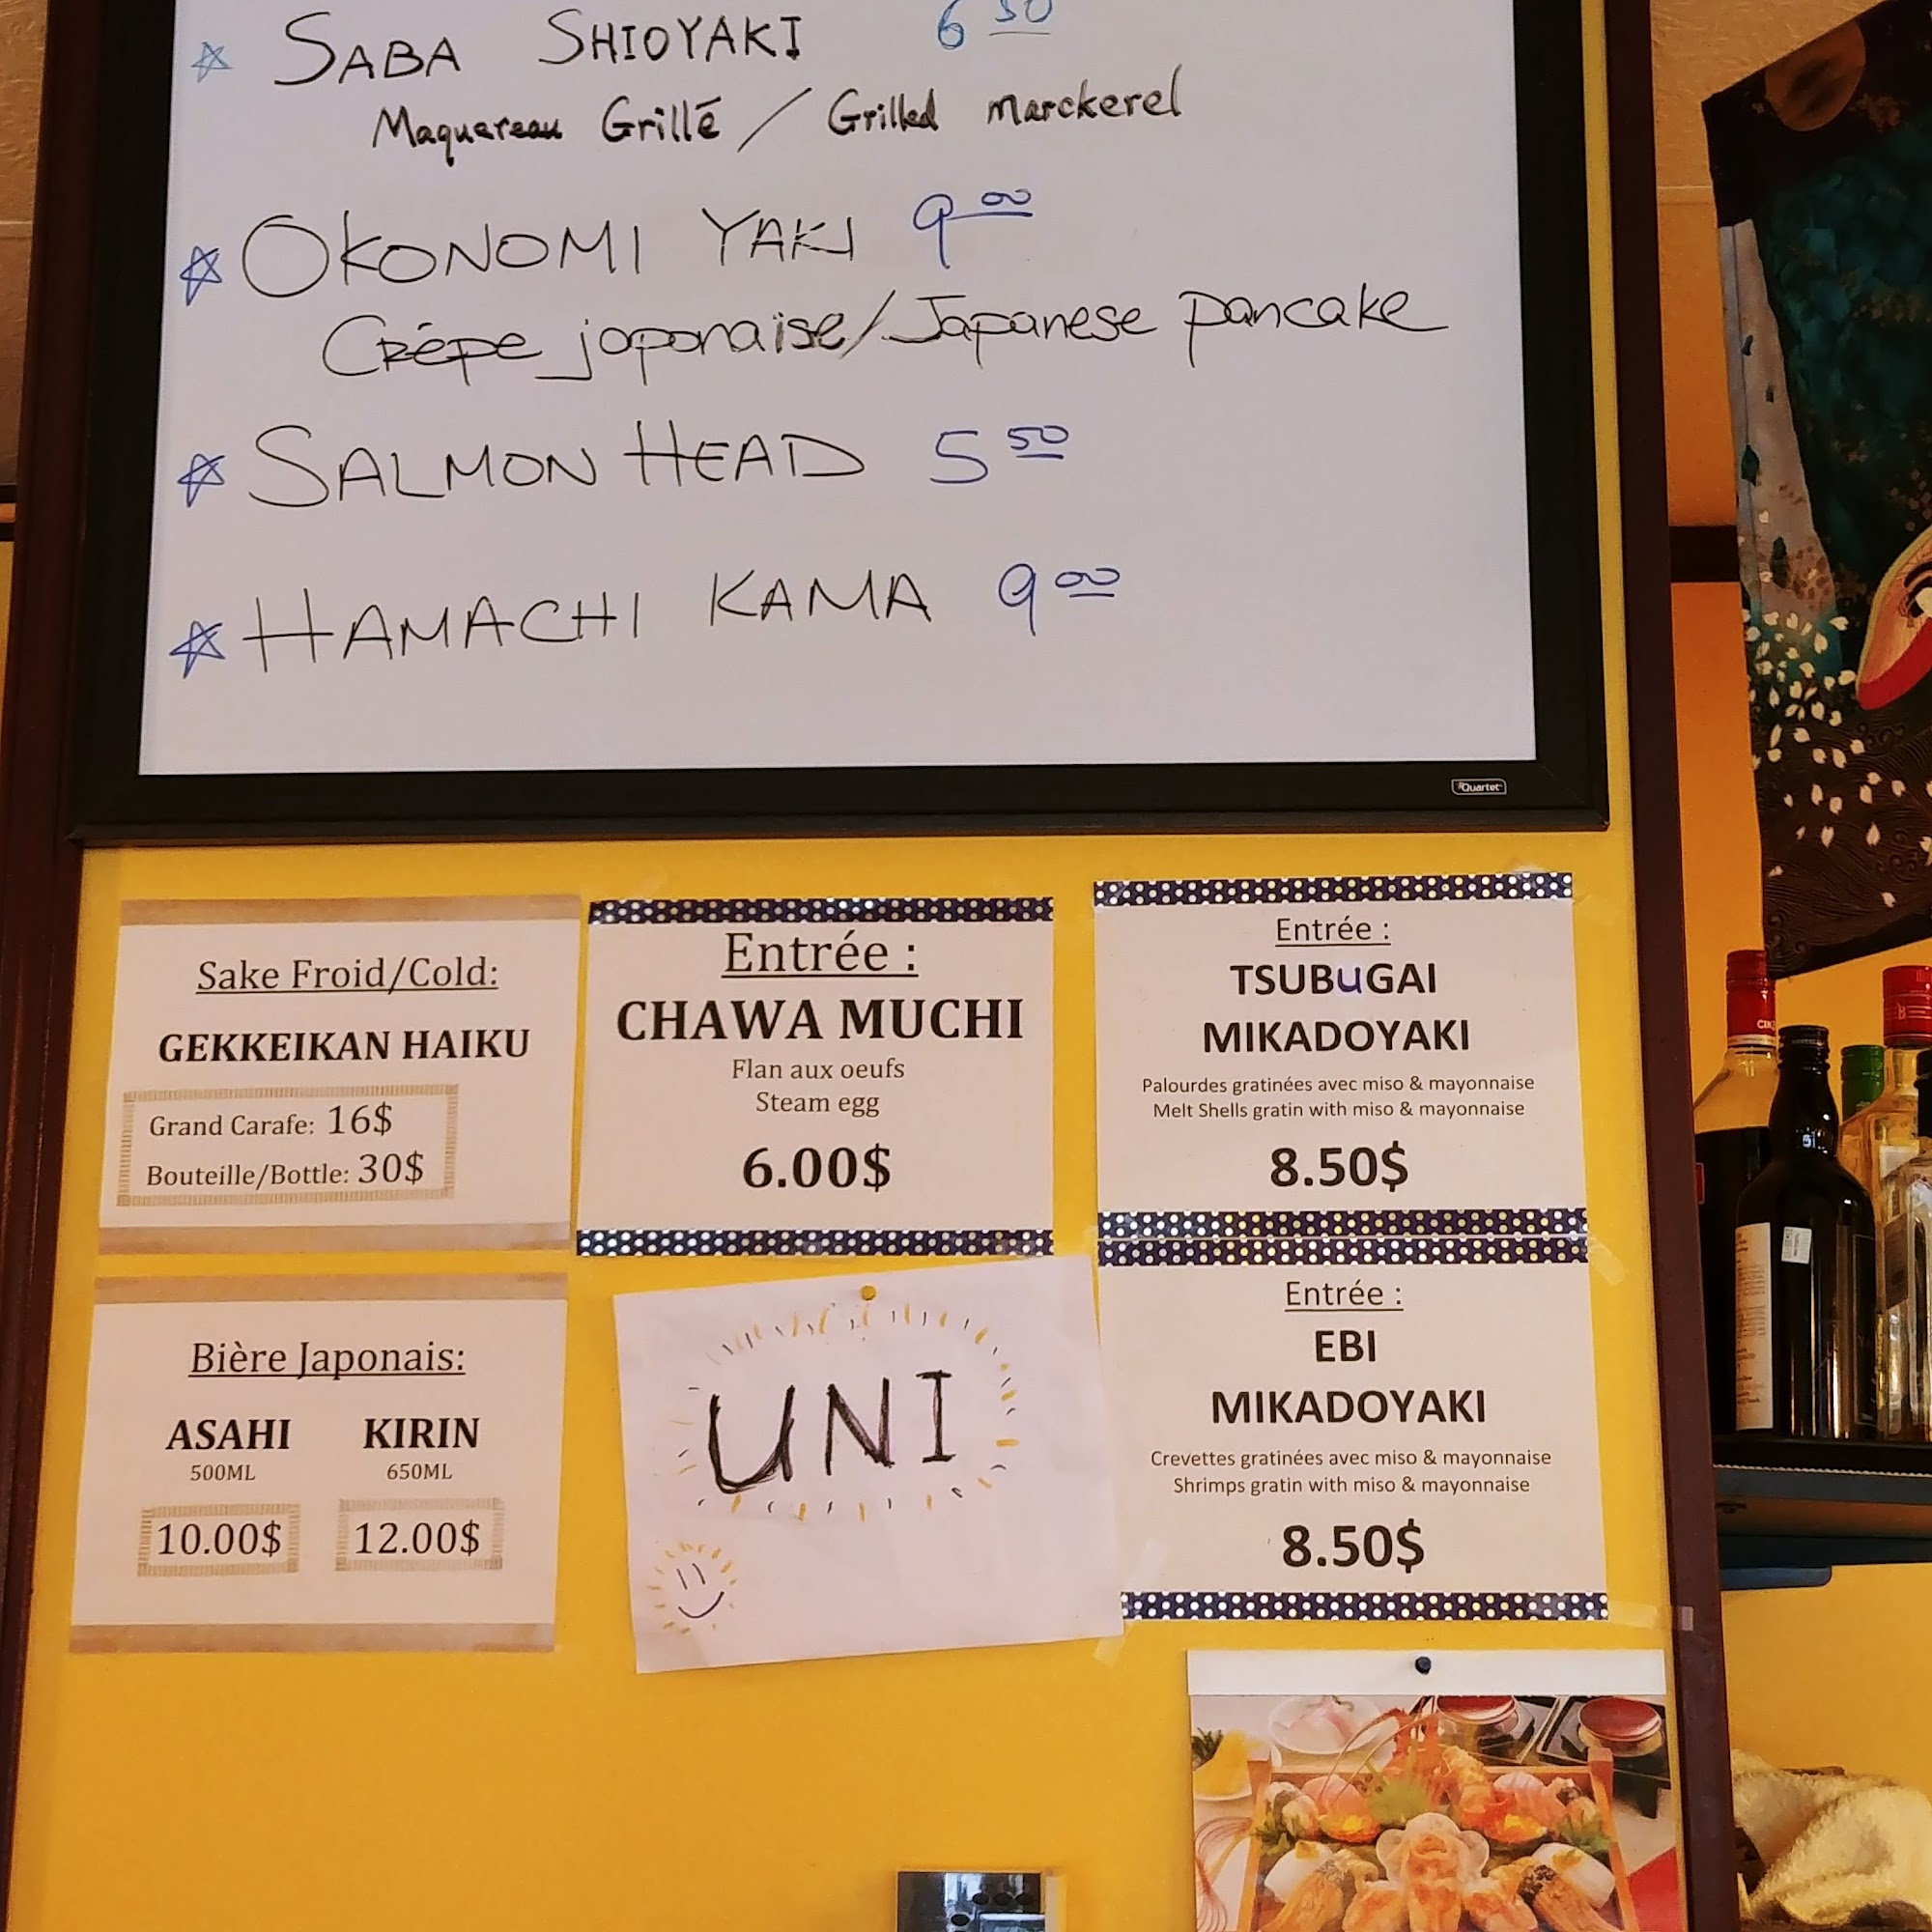 SABA SHIOYAKI 6 50
Maquereau Grillé / Grilled marckerel
OKONOMI YAKI 9 00
Crêpe japonaise/Japanese pancake
SALMON HEAD 5 50
HAMACHI KAMA 9 00
Quartet
Sake Froid/Cold:
GEKKEIKAN HAIKU
Grand Carafe: 16$
Bouteille/Bottle: 30$
Entrée :
CHAWA MUCHI
Flan aux oeufs
Steam egg
6.00$
Entrée :
TSUBuGAI
MIKADOYAKI
Palourdes gratinées avec miso & mayonnaise
Melt Shells gratin with miso & mayonnaise
8.50$
Bière Japonais:
ASAHI KIRIN
500ML 650ML
10.00$ 12.00$
UNI
Entrée :
EBI
MIKADOYAKI
Crevettes gratinées avec miso & mayonnaise
Shrimps gratin with miso & mayonnaise
8.50$